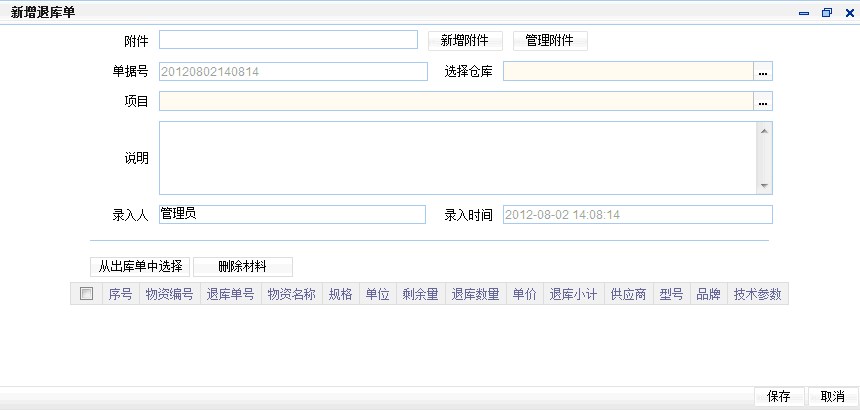 新增退库单
附件 新增附件 管理附件
单据号 20120802140814 选择仓库 ...
项目 ...
说明
录入人 管理员 录入时间 2012-08-02 14:08:14
从出库单中选择 删除材料
序号 物资编号 退库单号 物资名称 规格 单位 剩余量 退库数量 单价 退库小计 供应商 型号 品牌 技术参数
保存 取消